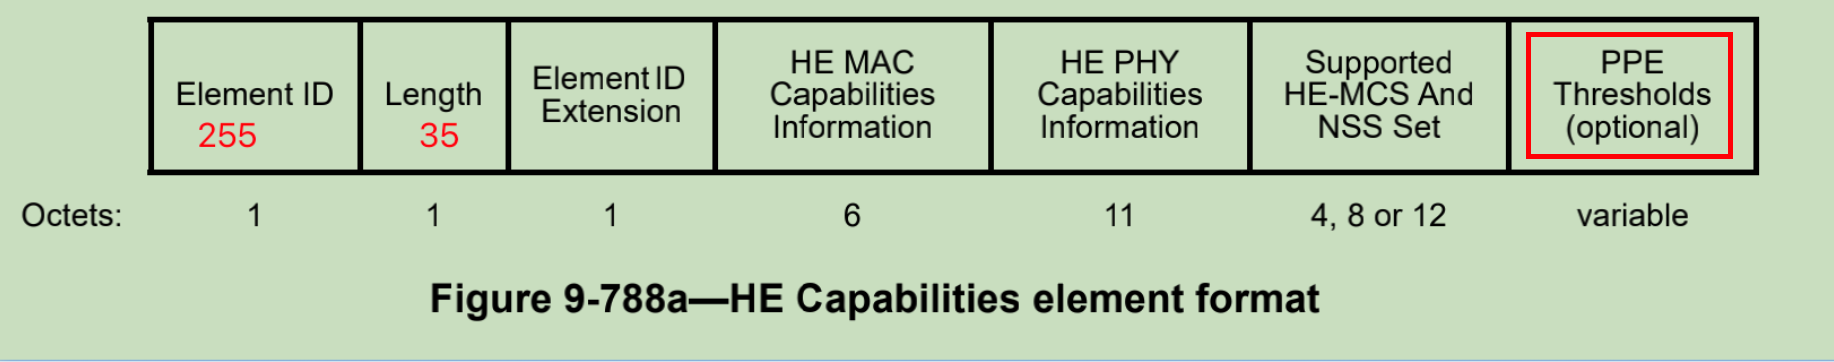 Element ID
255
Length
35
Element ID
Extension
HE MAC
Capabilities
Information
HE PHY
Capabilities
Information
Supported
HE-MCS And
NSS Set
PPE
Thresholds
(optional)
Octets: 1 1 1 6 11 4, 8 or 12 variable
Figure 9-788a—HE Capabilities element format